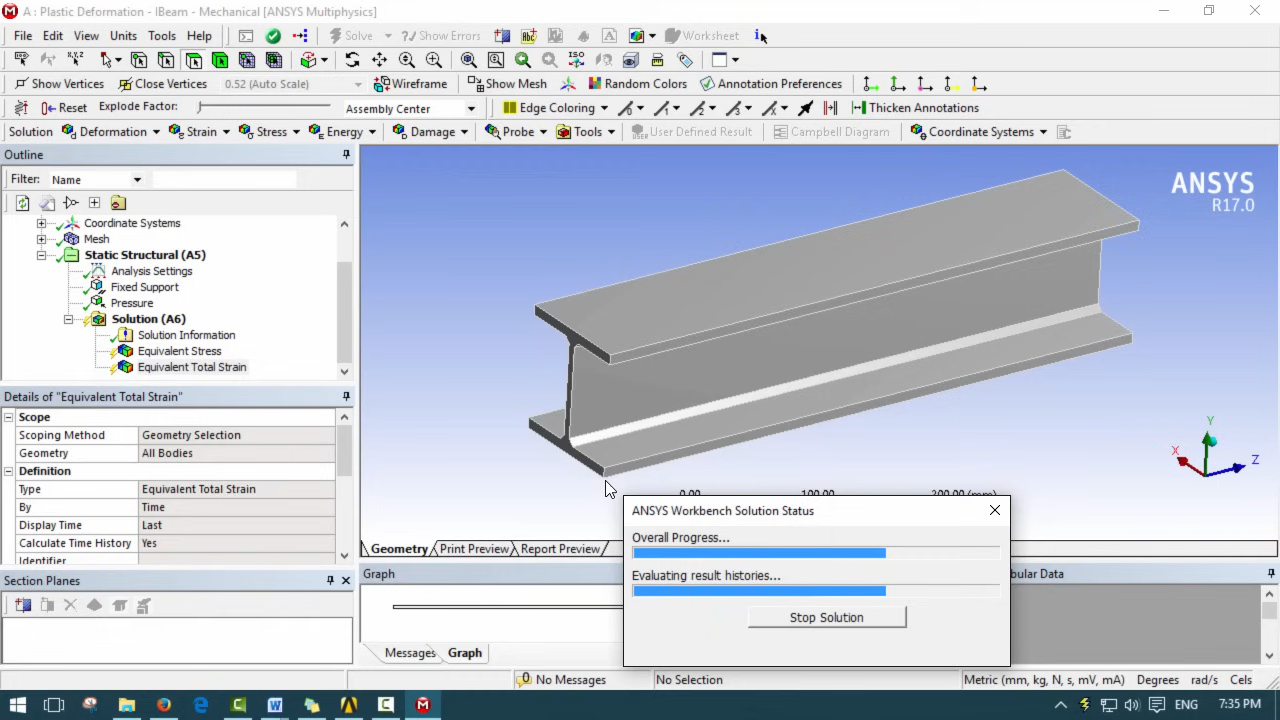 A : Plastic Deformation - IBeam - Mechanical [ANSYS Multiphysics]
File Edit View Units Tools Help Solve ?/ Show Errors Worksheet
Show Vertices Close Vertices 0.52 (Auto Scale) Wireframe Show Mesh Random Colors Annotation Preferences
Reset Explode Factor: Assembly Center Edge Coloring Thicken Annotations
Solution Deformation Strain Stress Energy Damage Probe Tools User Defined Result Campbell Diagram Coordinate Systems
Outline
Filter: Name
Coordinate Systems
Mesh
Static Structural (A5)
Analysis Settings
Fixed Support
Pressure
Solution (A6)
Solution Information
Equivalent Stress
Equivalent Total Strain
Details of "Equivalent Total Strain"
Scope
Scoping Method Geometry Selection
Geometry All Bodies
Definition
Type Equivalent Total Strain
By Time
Display Time Last
Calculate Time History Yes
Identifier
Section Planes
ANSYS
R17.0
Y
X
Z
0.00 100.00 200.00 (mm)
Geometry Print Preview Report Preview
Graph
bular Data
ANSYS Workbench Solution Status
Overall Progress...
Evaluating result histories...
Stop Solution
Messages Graph
No Messages No Selection Metric (mm, kg, N, s, mV, mA) Degrees rad/s Cels
ENG 7:35 PM